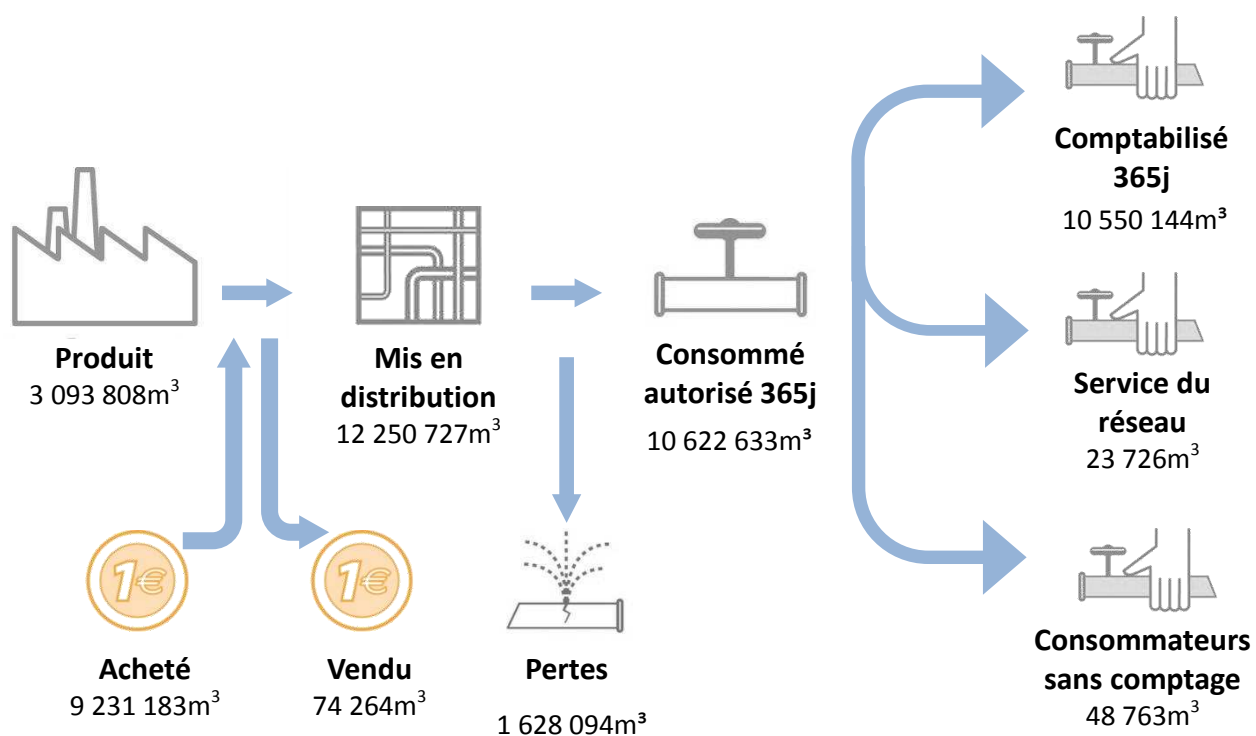 Produit
3 093 808m³
Acheté
9 231 183m³
1€
Vendu
74 264m³
1€
Mis en
distribution
12 250 727m³
Pertes
1 628 094m³
Consommé
autorisé 365j
10 622 633m³
Comptabilisé
365j
10 550 144m³
Service du
réseau
23 726m³
Consommateurs
sans comptage
48 763m³